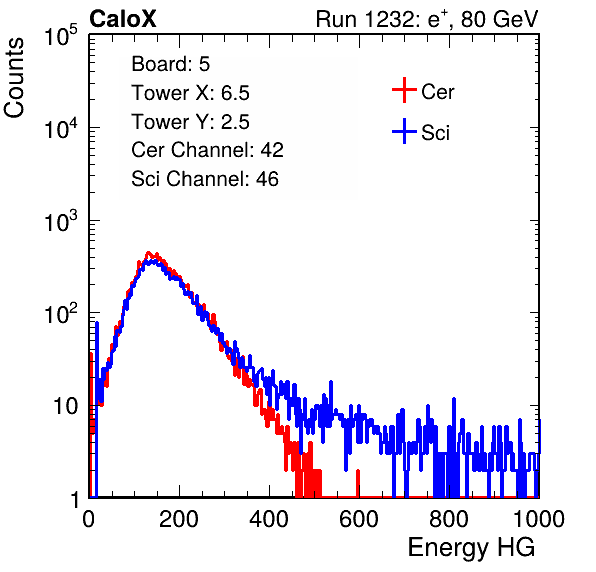 CaloX Run 1232: e⁺, 80 GeV
Counts
Board: 5
Tower X: 6.5
Tower Y: 2.5
Cer Channel: 42
Sci Channel: 46
Cer
Sci
10⁵
10⁴
10³
10²
10
1
0 200 400 600 800 1000
Energy HG